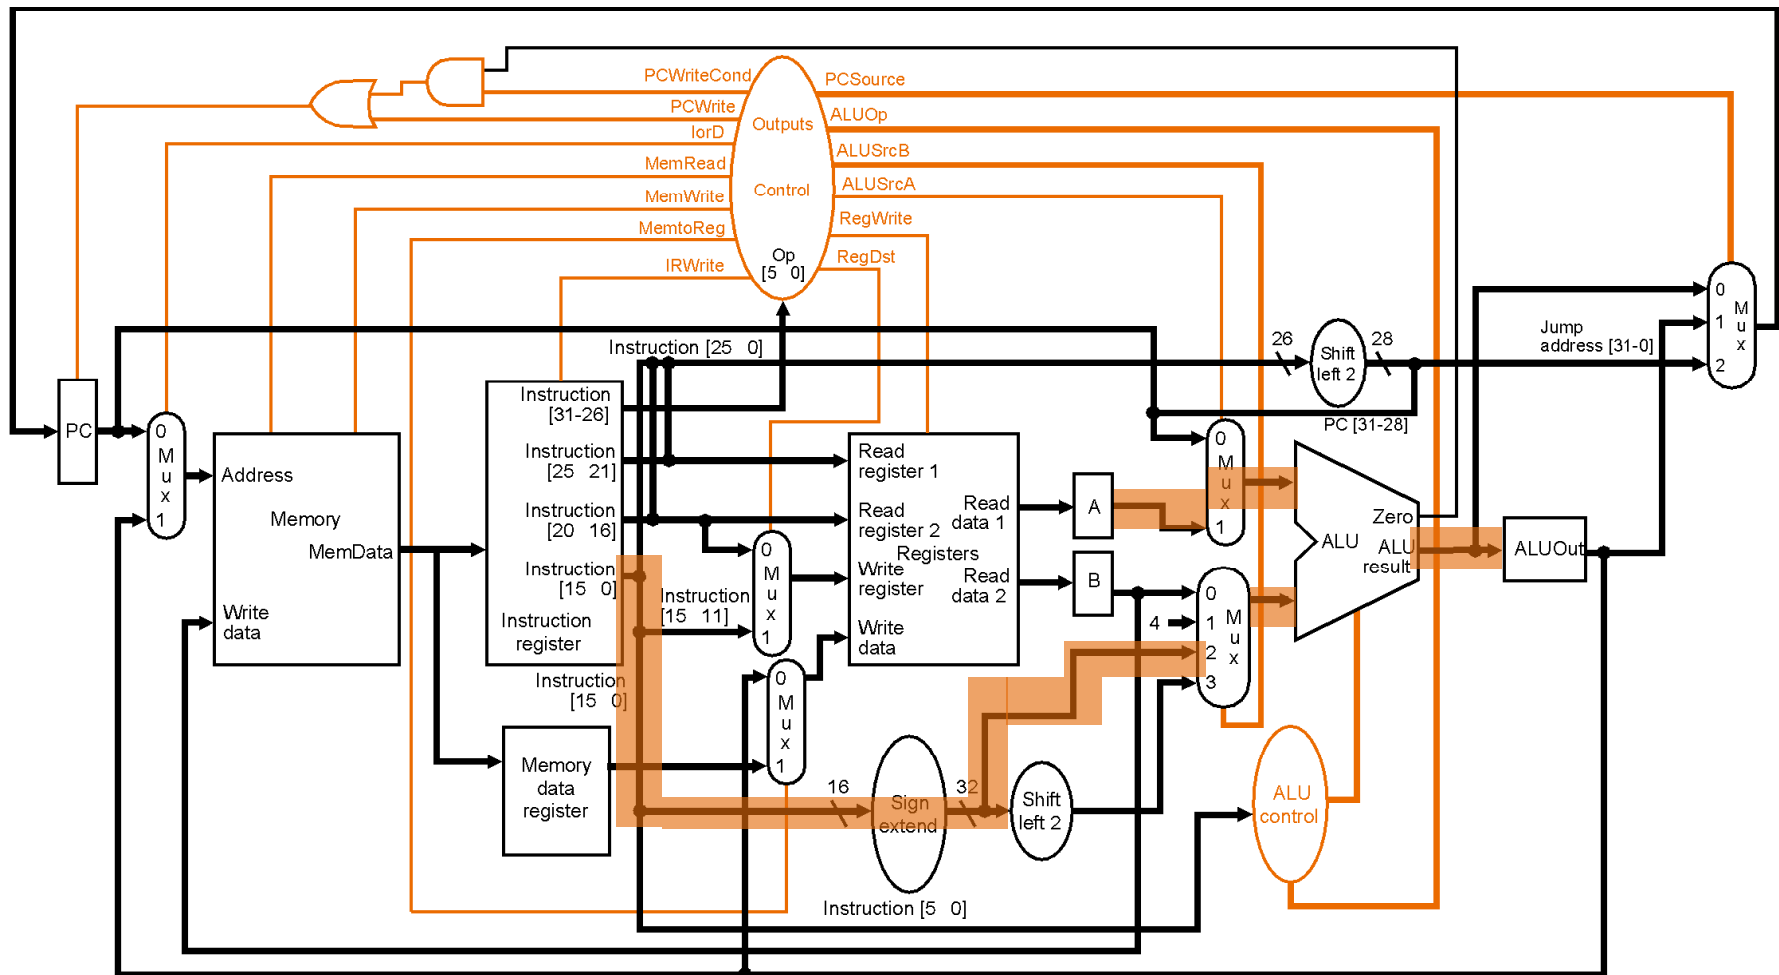 PCWriteCond
PCSource
PCWrite
ALUOp
IorD
Outputs
ALUSrcB
MemRead
ALUSrcA
Control
MemWrite
RegWrite
MemtoReg
Op
[5 0]
RegDst
IRWrite
Instruction [25 0]
26
Shift
left 2
28
Jump
address [31-0]
0
1
2
M
u
x
PC [31-28]
PC
0
M
u
x
1
Address
Memory
MemData
Write
data
Instruction
[31-26]
Instruction
[25 21]
Instruction
[20 16]
Instruction
[15 0]
Instruction
register
Instruction
[15 11]
Instruction
[15 0]
0
M
u
x
1
0
M
u
x
1
Read
register 1
Read
register 2
Registers
Write
register
Write
data
Read
data 1
Read
data 2
A
B
0
M
u
x
1
4
0
1
2
3
M
u
x
Zero
ALU
ALU
result
ALUOut
Memory
data
register
16
Sign
extend
32
Shift
left 2
ALU
control
Instruction [5 0]